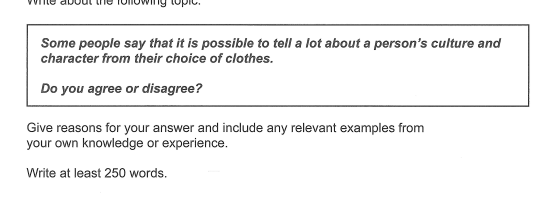 Write about the following topic.
Some people say that it is possible to tell a lot about a person's culture and
character from their choice of clothes.
Do you agree or disagree?
Give reasons for your answer and include any relevant examples from
your own knowledge or experience.
Write at least 250 words.